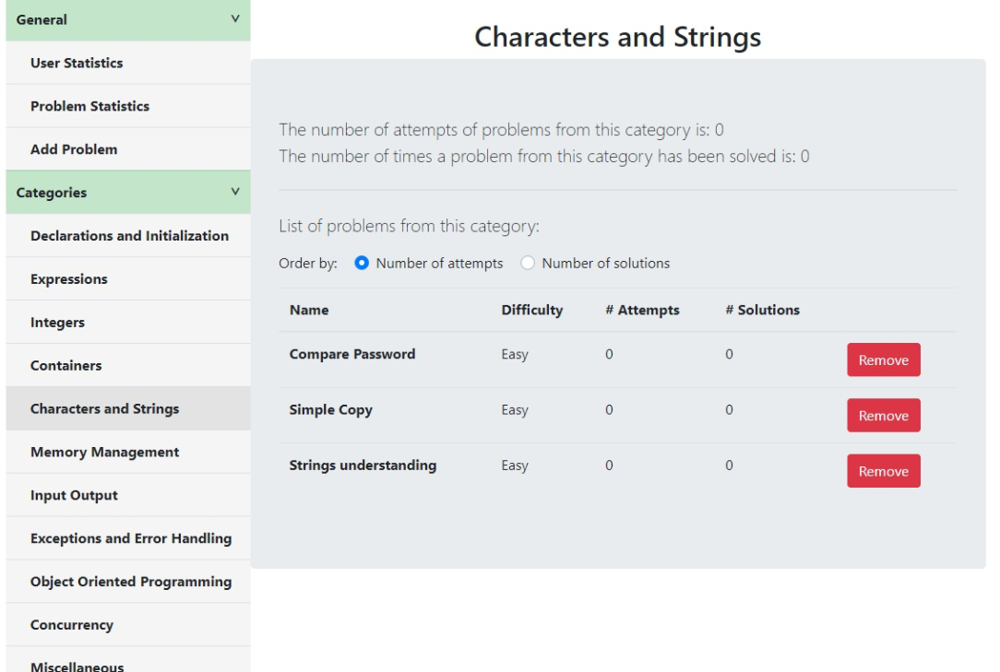 General
User Statistics
Problem Statistics
Add Problem
Categories
Declarations and Initialization
Expressions
Integers
Containers
Characters and Strings
Memory Management
Input Output
Exceptions and Error Handling
Object Oriented Programming
Concurrency
Miscellaneous
Characters and Strings
The number of attempts of problems from this category is: 0
The number of times a problem from this category has been solved is: 0
List of problems from this category:
Order by: Number of attempts Number of solutions
Name Difficulty # Attempts # Solutions
Compare Password Easy 0 0 Remove
Simple Copy Easy 0 0 Remove
Strings understanding Easy 0 0 Remove